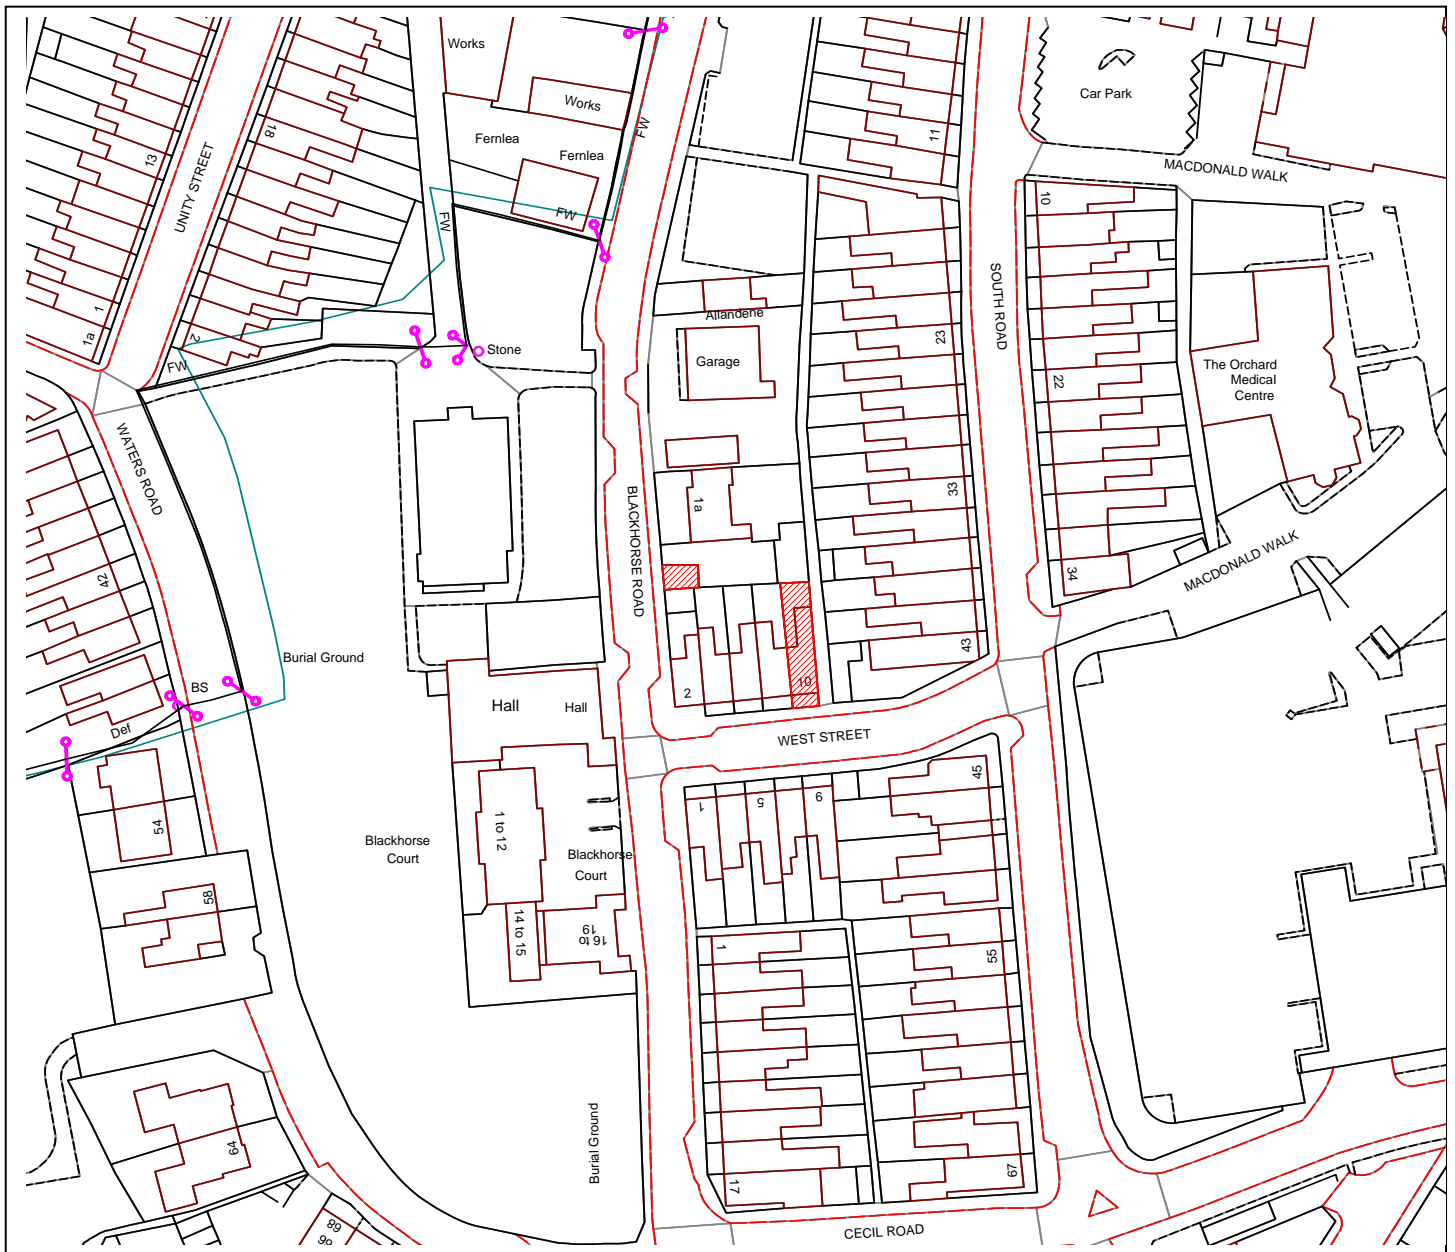 Works
Works
Fernlea
Fernlea
FW
FW
FW
FW
Car Park
MACDONALD WALK
11
13
18
UNITY STREET
1
1a
2
10
SOUTH ROAD
23
22
Allandene
Garage
Stone
The Orchard
Medical
Centre
WATERS ROAD
BLACKHORSE ROAD
1a
33
42
34
MACDONALD WALK
43
Burial Ground
BS
Def
2
10
Hall
Hall
WEST STREET
45
1
5
9
54
1 to 12
Blackhorse
Court
Blackhorse
Court
58
14 to 15
16 to
19
1
55
64
Burial Ground
17
67
68
CECIL ROAD